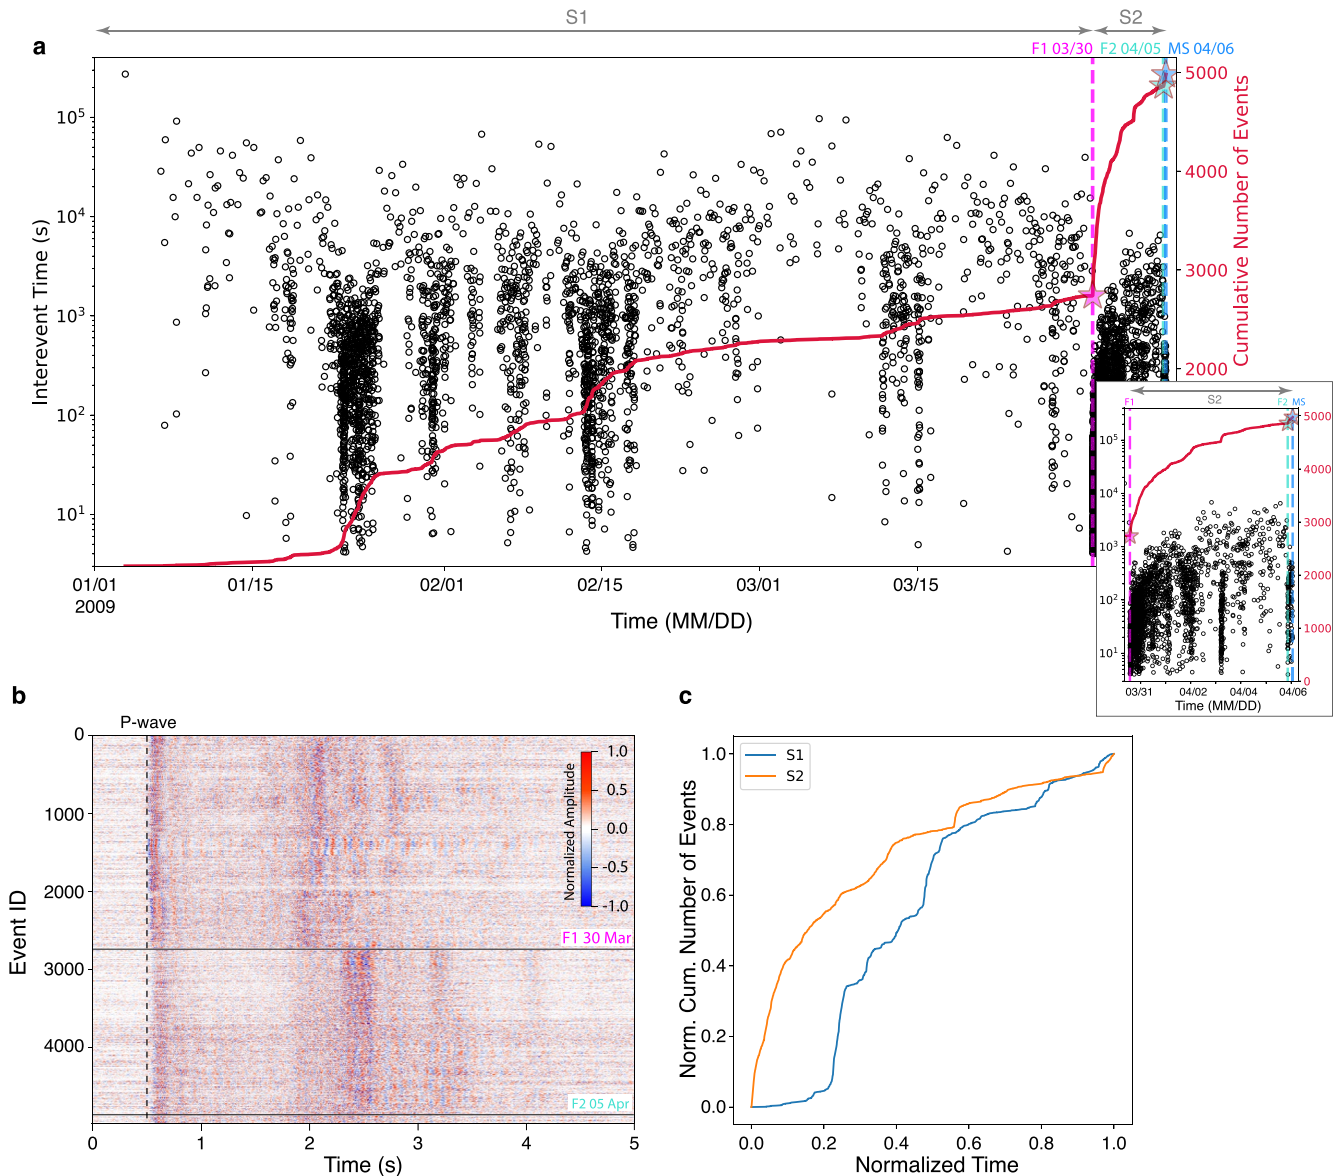 S1
S2
a
F1 03/30
F2 04/05
MS 04/06
Interevent Time (s)
10^5
10^4
10^3
10^2
10^1
5000
4000
3000
2000
Cumulative Number of Events
01/01
01/15
02/01
02/15
03/01
03/15
2009
Time (MM/DD)
S2
F1
F2
MS
10^5
10^4
10^3
10^2
10^1
5000
4000
3000
2000
1000
0
03/31
04/02
04/04
04/06
Time (MM/DD)
b
P-wave
Event ID
0
1000
2000
3000
4000
Normalized Amplitude
1.0
0.5
0.0
-0.5
-1.0
F1 30 Mar
F2 05 Apr
0
1
2
3
4
5
Time (s)
c
S1
S2
Norm. Cum. Number of Events
1.0
0.8
0.6
0.4
0.2
0.0
0.0
0.2
0.4
0.6
0.8
1.0
Normalized Time